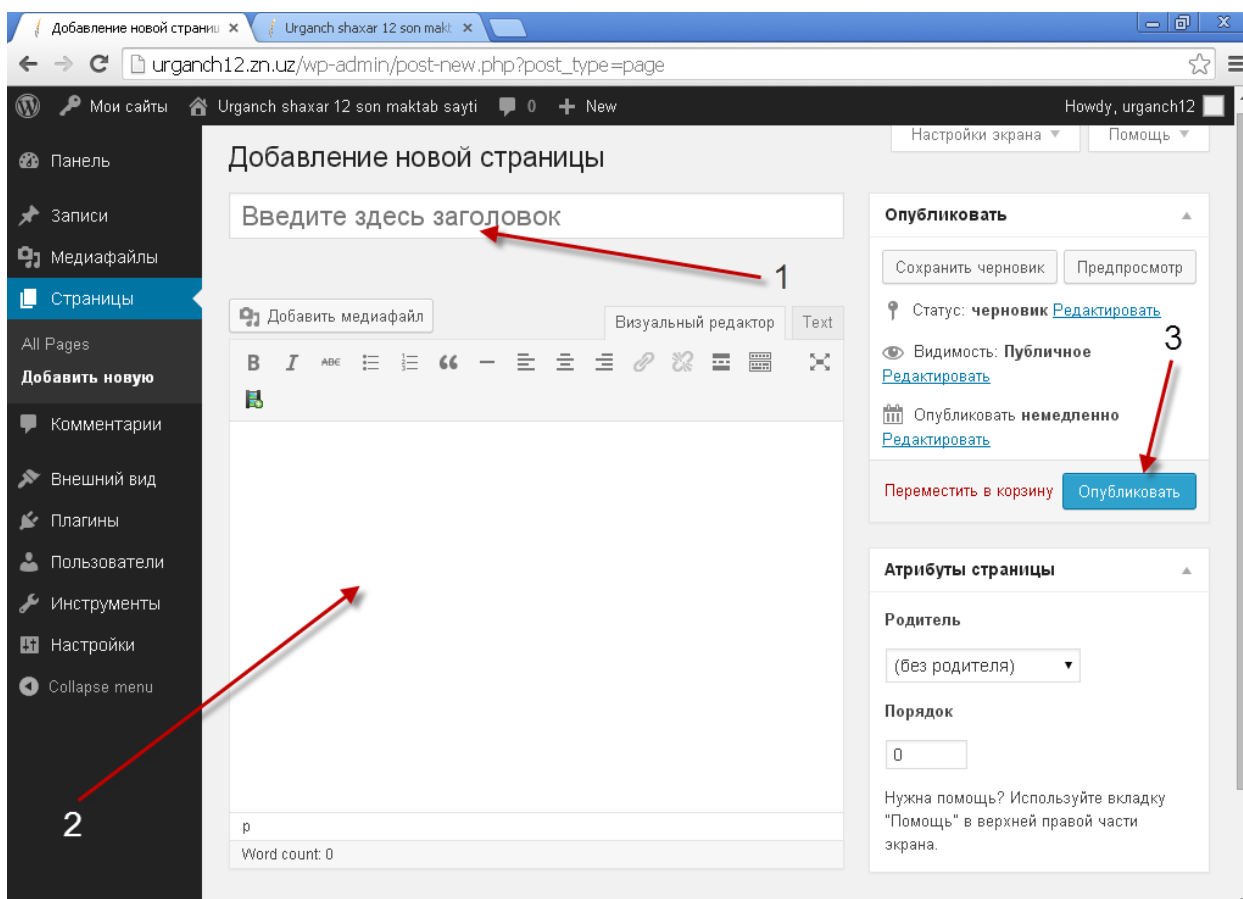 Добавление новой страниц
Urganch shaxar 12 son makt
urganch12.zn.uz/wp-admin/post-new.php?post_type=page
Мои сайты Urganch shaxar 12 son maktab sayti 0 + New Howdy, urganch12
Настройки экрана Помощь
Панель
Записи
Медиафайлы
Страницы
All Pages
Добавить новую
Комментарии
Внешний вид
Плагины
Пользователи
Инструменты
Настройки
Collapse menu
Добавление новой страницы
Введите здесь заголовок
1
Добавить медиафайл
Визуальный редактор Text
B I ABE
2
p
Word count: 0
Опубликовать
Сохранить черновик Предпросмотр
Статус: черновик Редактировать
3
Видимость: Публичное
Редактировать
Опубликовать немедленно
Редактировать
Переместить в корзину Опубликовать
Атрибуты страницы
Родитель
(без родителя)
Порядок
0
Нужна помощь? Используйте вкладку
"Помощь" в верхней правой части
экрана.